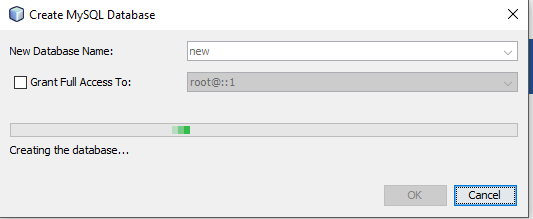 Create MySQL Database
New Database Name: new
Grant Full Access To: root@::1
Creating the database...
OK Cancel